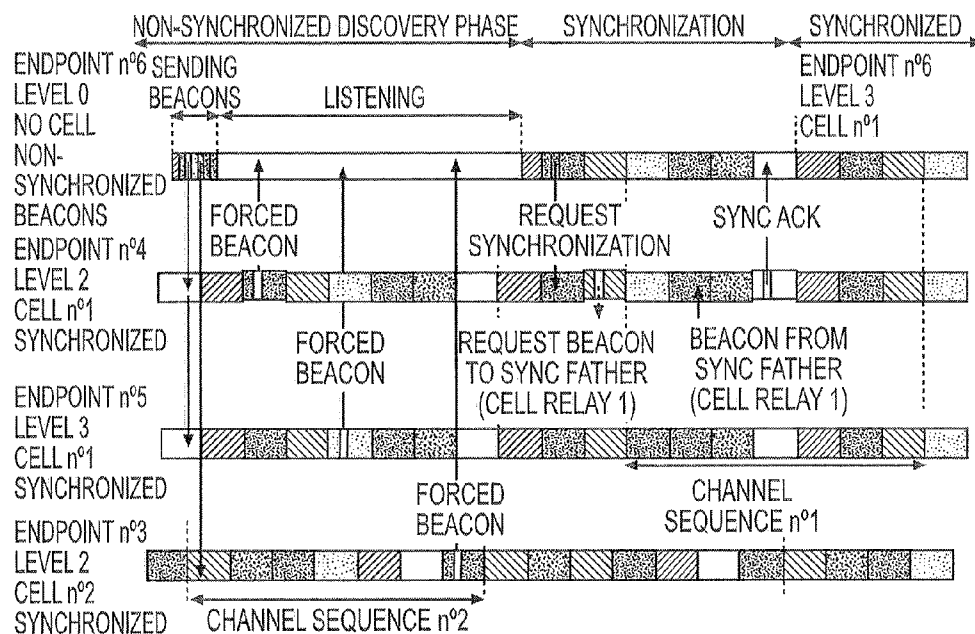 NON-SYNCHRONIZED DISCOVERY PHASE
SYNCHRONIZATION
SYNCHRONIZED
ENDPOINT nº6
LEVEL 0
NO CELL
NON-
SYNCHRONIZED
BEACONS
SENDING
BEACONS
LISTENING
ENDPOINT nº6
LEVEL 3
CELL nº1
FORCED
BEACON
REQUEST
SYNCHRONIZATION
SYNC ACK
ENDPOINT nº4
LEVEL 2
CELL nº1
SYNCHRONIZED
FORCED
BEACON
REQUEST BEACON
TO SYNC FATHER
(CELL RELAY 1)
BEACON FROM
SYNC FATHER
(CELL RELAY 1)
ENDPOINT nº5
LEVEL 3
CELL nº1
SYNCHRONIZED
FORCED
BEACON
CHANNEL
SEQUENCE nº1
ENDPOINT nº3
LEVEL 2
CELL nº2
SYNCHRONIZED
CHANNEL SEQUENCE nº2